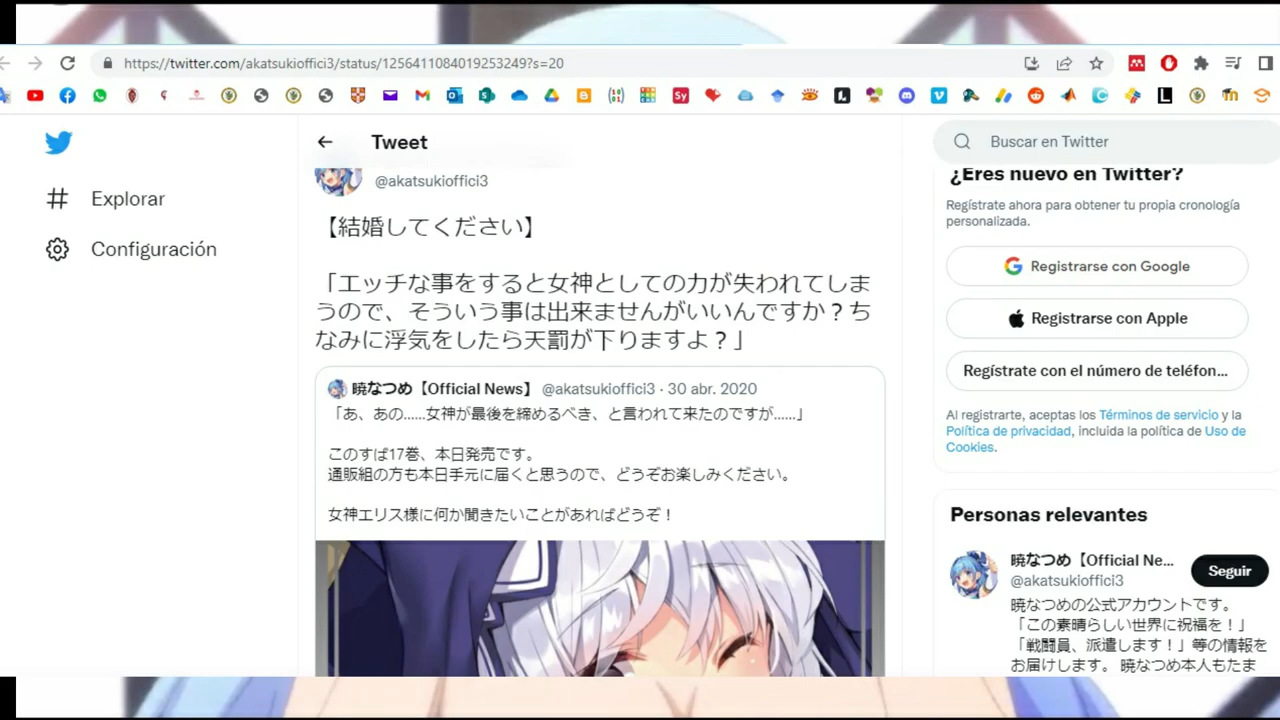 https://twitter.com/akatsukioffici3/status/1256411084019253249?s=20
Tweet
Buscar en Twitter
Explorar
Configuración
@akatsukioffici3
【結婚してください】
「エッチな事をすると女神としての力が失われてしま
うので、そういう事は出来ませんがいいんですか？ち
なみに浮気をしたら天罰が下りますよ？」
暁なつめ【Official News】 @akatsukioffici3 · 30 abr. 2020
「あ、あの……女神が最後を締めるべき、と言われて来たのですが……」
このすば17巻、本日発売です。
通販組の方も本日手元に届くと思うので、どうぞお楽しみください。
女神エリス様に何か聞きたいことがあればどうぞ！
¿Eres nuevo en Twitter?
Regístrate ahora para obtener tu propia cronología
personalizada.
Registrarse con Google
Registrarse con Apple
Regístrate con el número de teléfon...
Al registrarte, aceptas los Términos de servicio y la
Política de privacidad, incluida la política de Uso de
Cookies.
Personas relevantes
暁なつめ【Official Ne...
@akatsukioffici3
Seguir
暁なつめの公式アカウントです。
「この素晴らしい世界に祝福を！」
「戦闘員、派遣します！」等の情報を
お届けします。 暁なつめ本人もたま